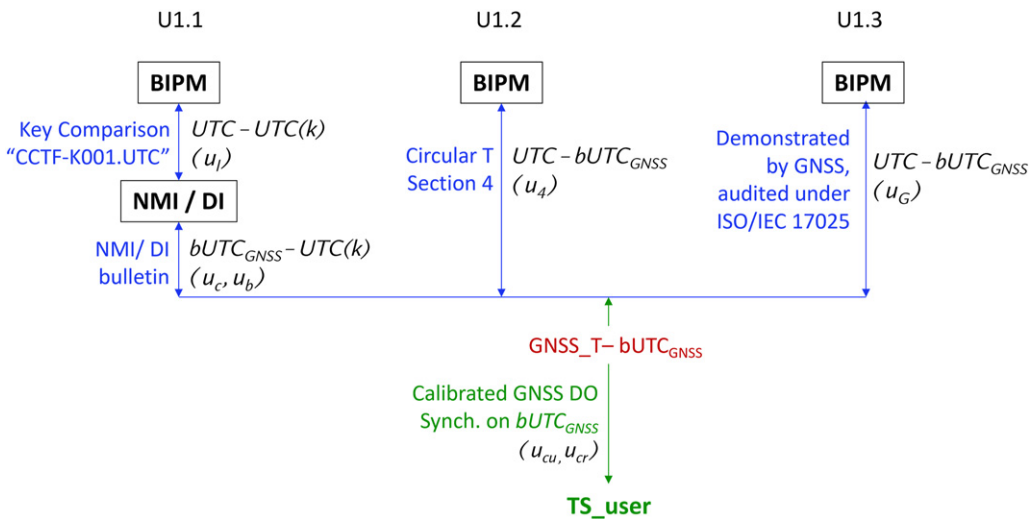 U1.1
U1.2
U1.3
BIPM
BIPM
BIPM
Key Comparison
“CCTF-K001.UTC”
UTC – UTC(k)
(u_l)
NMI / DI
NMI/ DI
bulletin
bUTC_GNSS – UTC(k)
(u_c, u_b)
Circular T
Section 4
UTC – bUTC_GNSS
(u_4)
Demonstrated
by GNSS,
audited under
ISO/IEC 17025
UTC – bUTC_GNSS
(u_G)
GNSS_T– bUTC_GNSS
Calibrated GNSS DO
Synch. on bUTC_GNSS
(u_cu, u_cr)
TS_user